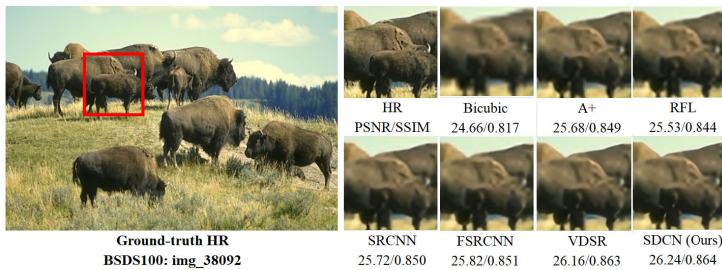 HR Bicubic A+ RFL
PSNR/SSIM 24.66/0.817 25.68/0.849 25.53/0.844
Ground-truth HR
BSDS100: img_38092
SRCNN FSRCNN VDSR SDCN (Ours)
25.72/0.850 25.82/0.851 26.16/0.863 26.24/0.864